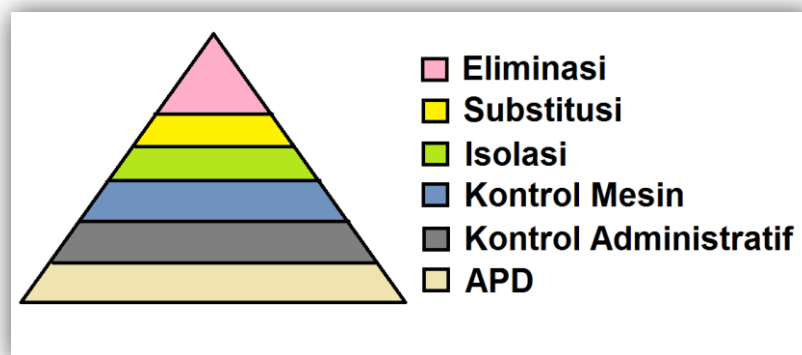 Eliminasi
Substitusi
Isolasi
Kontrol Mesin
Kontrol Administratif
APD